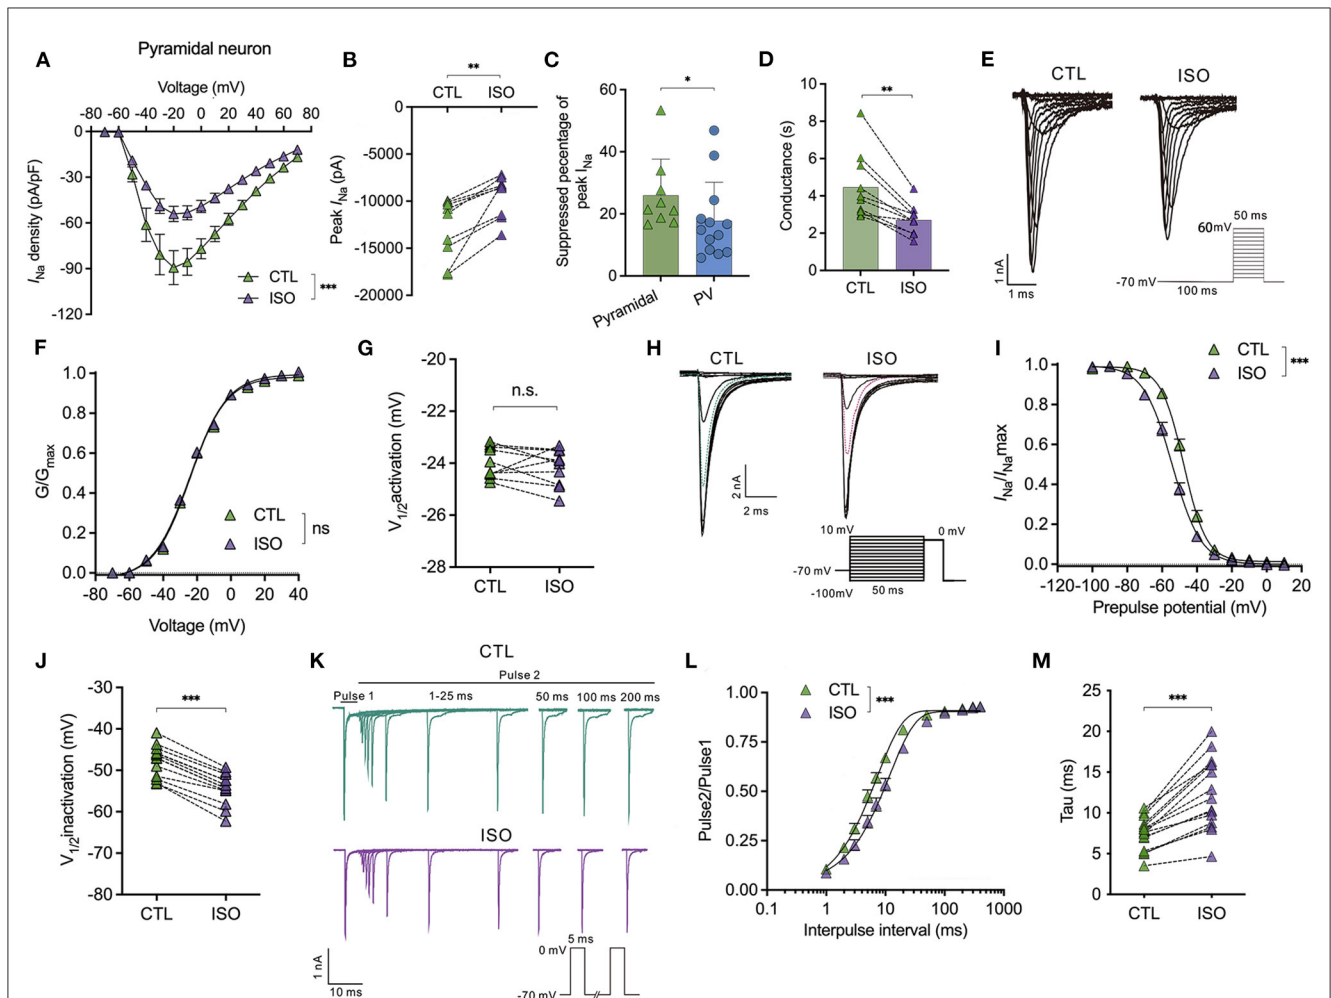 A
Pyramidal neuron
Voltage (mV)
-80 -60 -40 -20 0 20 40 60 80
0
-30
-60
-90
-120
I Na density (pA/pF)
CTL
ISO
***
B
**
CTL ISO
0
-5000
-10000
-15000
-20000
Peak I Na (pA)
C
*
60
40
20
0
Suppressed pecentage of
peak I Na
Pyramidal
PV
D
**
10
8
6
4
2
0
Conductance (s)
CTL ISO
E
CTL ISO
1 nA
1 ms
50 ms
60 mV
-70 mV
100 ms
F
1.0
0.8
0.6
0.4
0.2
0.0
G/G max
CTL
ISO
ns
-80 -60 -40 -20 0 20 40
Voltage (mV)
G
-20
-22
-24
-26
-28
V1/2activation (mV)
n.s.
CTL ISO
H
CTL ISO
2 nA
2 ms
10 mV
0 mV
-70 mV
-100mV
50 ms
I
1.0
0.8
0.6
0.4
0.2
0.0
I Na/I Na max
CTL
ISO
***
-120 -100 -80 -60 -40 -20 0 20
Prepulse potential (mV)
J
-30
-40
-50
-60
-70
-80
V1/2inactivation (mV)
***
CTL ISO
K
CTL
Pulse 2
Pulse 1 1-25 ms 50 ms 100 ms 200 ms
ISO
1 nA
10 ms
5 ms
0 mV
-70 mV
L
CTL
ISO
***
1.00
0.75
0.50
0.25
0.00
Pulse2/Pulse1
0.1 1 10 100 1000
Interpulse interval (ms)
M
***
25
20
15
10
5
0
Tau (ms)
CTL ISO